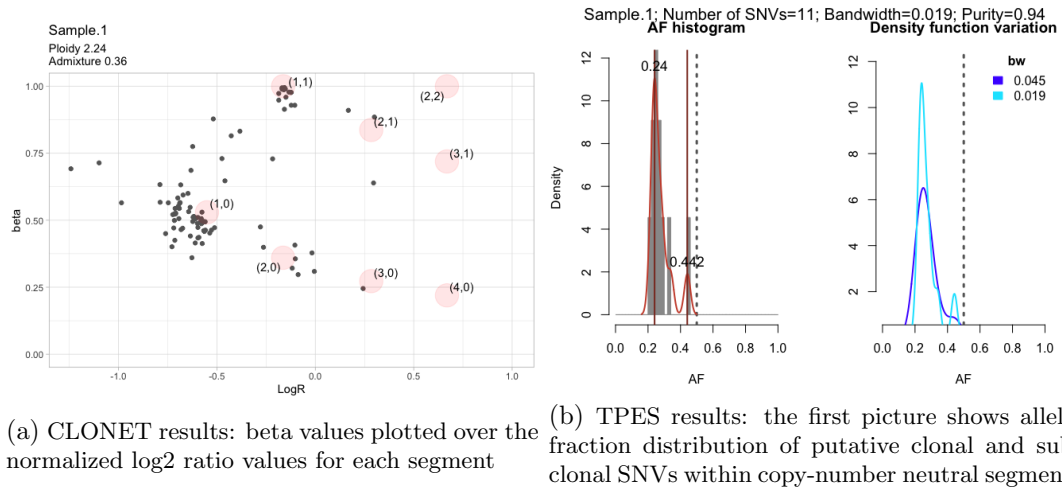 Sample.1
Ploidy 2.24
Admixture 0.36
beta
1.00
0.75
0.50
0.25
0.00
(1,1)
(2,2)
(2,1)
(3,1)
(1,0)
(2,0)
(3,0)
(4,0)
-1.0
-0.5
0.0
0.5
1.0
LogR
(a) CLONET results: beta values plotted over the
normalized log2 ratio values for each segment
Sample.1; Number of SNVs=11; Bandwidth=0.019; Purity=0.94
AF histogram
Density
12
10
8
6
4
2
0
0.24
0.442
0.0
0.2
0.4
0.6
0.8
1.0
AF
Density function variation
bw
0.045
0.019
12
10
8
6
4
2
0.0
0.2
0.4
0.6
0.8
1.0
AF
(b) TPES results: the first picture shows allel
fraction distribution of putative clonal and su
clonal SNVs within copy-number neutral segmen